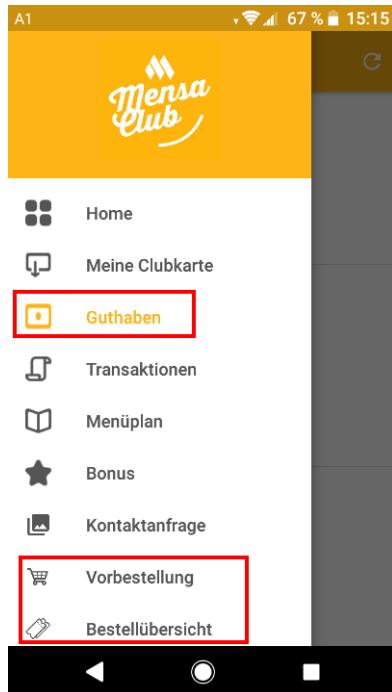 A1 67 % 15:15
Mensa
Club
Home
Meine Clubkarte
Guthaben
Transaktionen
Menüplan
Bonus
Kontaktanfrage
Vorbestellung
Bestellübersicht